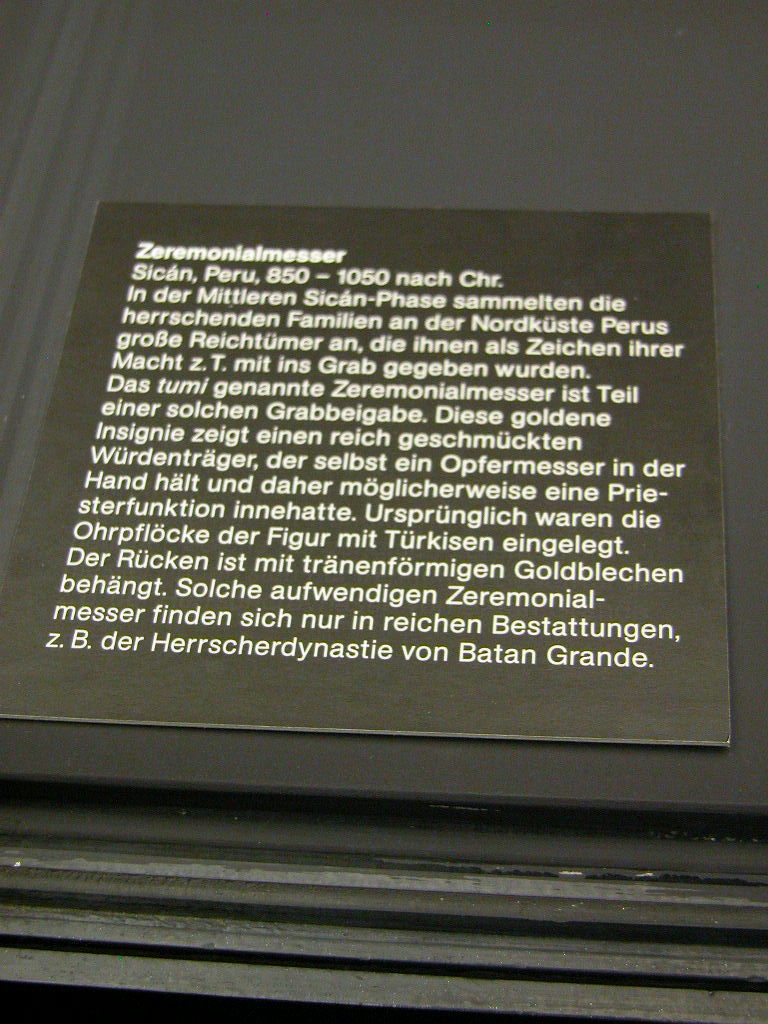 Zeremonialmesser
Sicán, Peru, 850 – 1050 nach Chr.
In der Mittleren Sicán-Phase sammelten die
herrschenden Familien an der Nordküste Perus
große Reichtümer an, die ihnen als Zeichen ihrer
Macht z.T. mit ins Grab gegeben wurden.
Das tumi genannte Zeremonialmesser ist Teil
einer solchen Grabbeigabe. Diese goldene
Insignie zeigt einen reich geschmückten
Würdenträger, der selbst ein Opfermesser in der
Hand hält und daher möglicherweise eine Prie-
sterfunktion innehatte. Ursprünglich waren die
Ohrpflöcke der Figur mit Türkisen eingelegt.
Der Rücken ist mit tränenförmigen Goldblechen
behängt. Solche aufwendigen Zeremonial-
messer finden sich nur in reichen Bestattungen,
z. B. der Herrscherdynastie von Batan Grande.